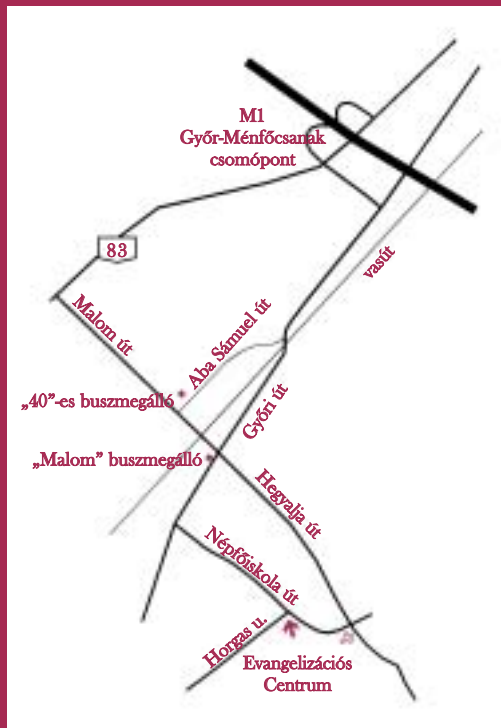 M1
Győr-Ménfőcsanak
csomópont
83
vasút
Malom út
Aba Sámuel út
„40”-es buszmegálló
Győri út
„Malom” buszmegálló
Hegyalja út
Népfőiskola út
Horgas u.
Evangelizációs
Centrum